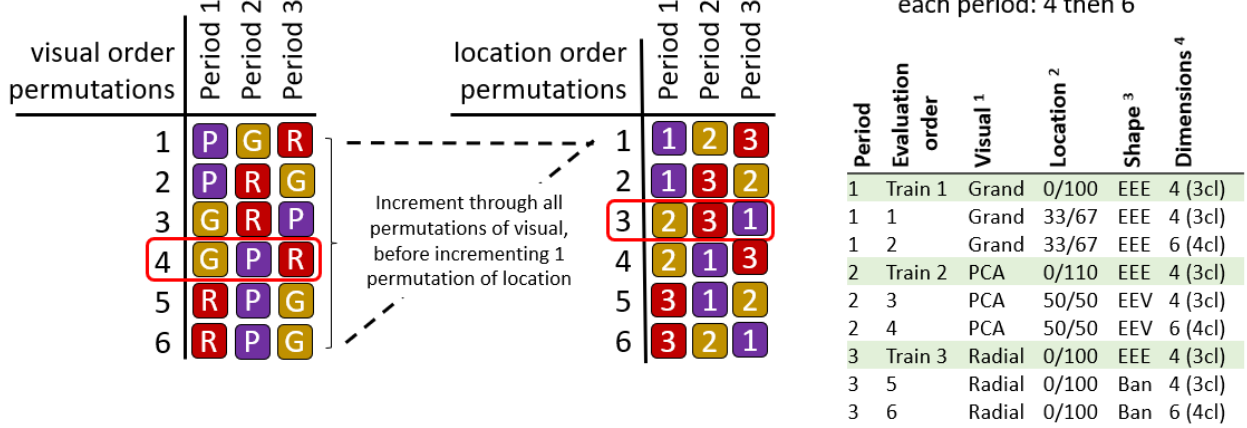 each period: 4 then 6
visual order
permutations
Period 1
Period 2
Period 3
1 P G R
2 P R G
3 G R P
4 G P R
5 R P G
6 R P G
Increment through all
permutations of visual,
before incrementing 1
permutation of location
location order
permutations
Period 1
Period 2
Period 3
1 1 2 3
2 1 3 2
3 2 3 1
4 2 1 3
5 3 1 2
6 3 2 1
Period
Evaluation
order
Visual ¹
Location ²
Shape ³
Dimensions ⁴
1 Train 1 Grand 0/100 EEE 4 (3cl)
1 1 Grand 33/67 EEE 4 (3cl)
1 2 Grand 33/67 EEE 6 (4cl)
2 Train 2 PCA 0/110 EEE 4 (3cl)
2 3 PCA 50/50 EEV 4 (3cl)
2 4 PCA 50/50 EEV 6 (4cl)
3 Train 3 Radial 0/100 EEE 4 (3cl)
3 5 Radial 0/100 Ban 4 (3cl)
3 6 Radial 0/100 Ban 6 (4cl)